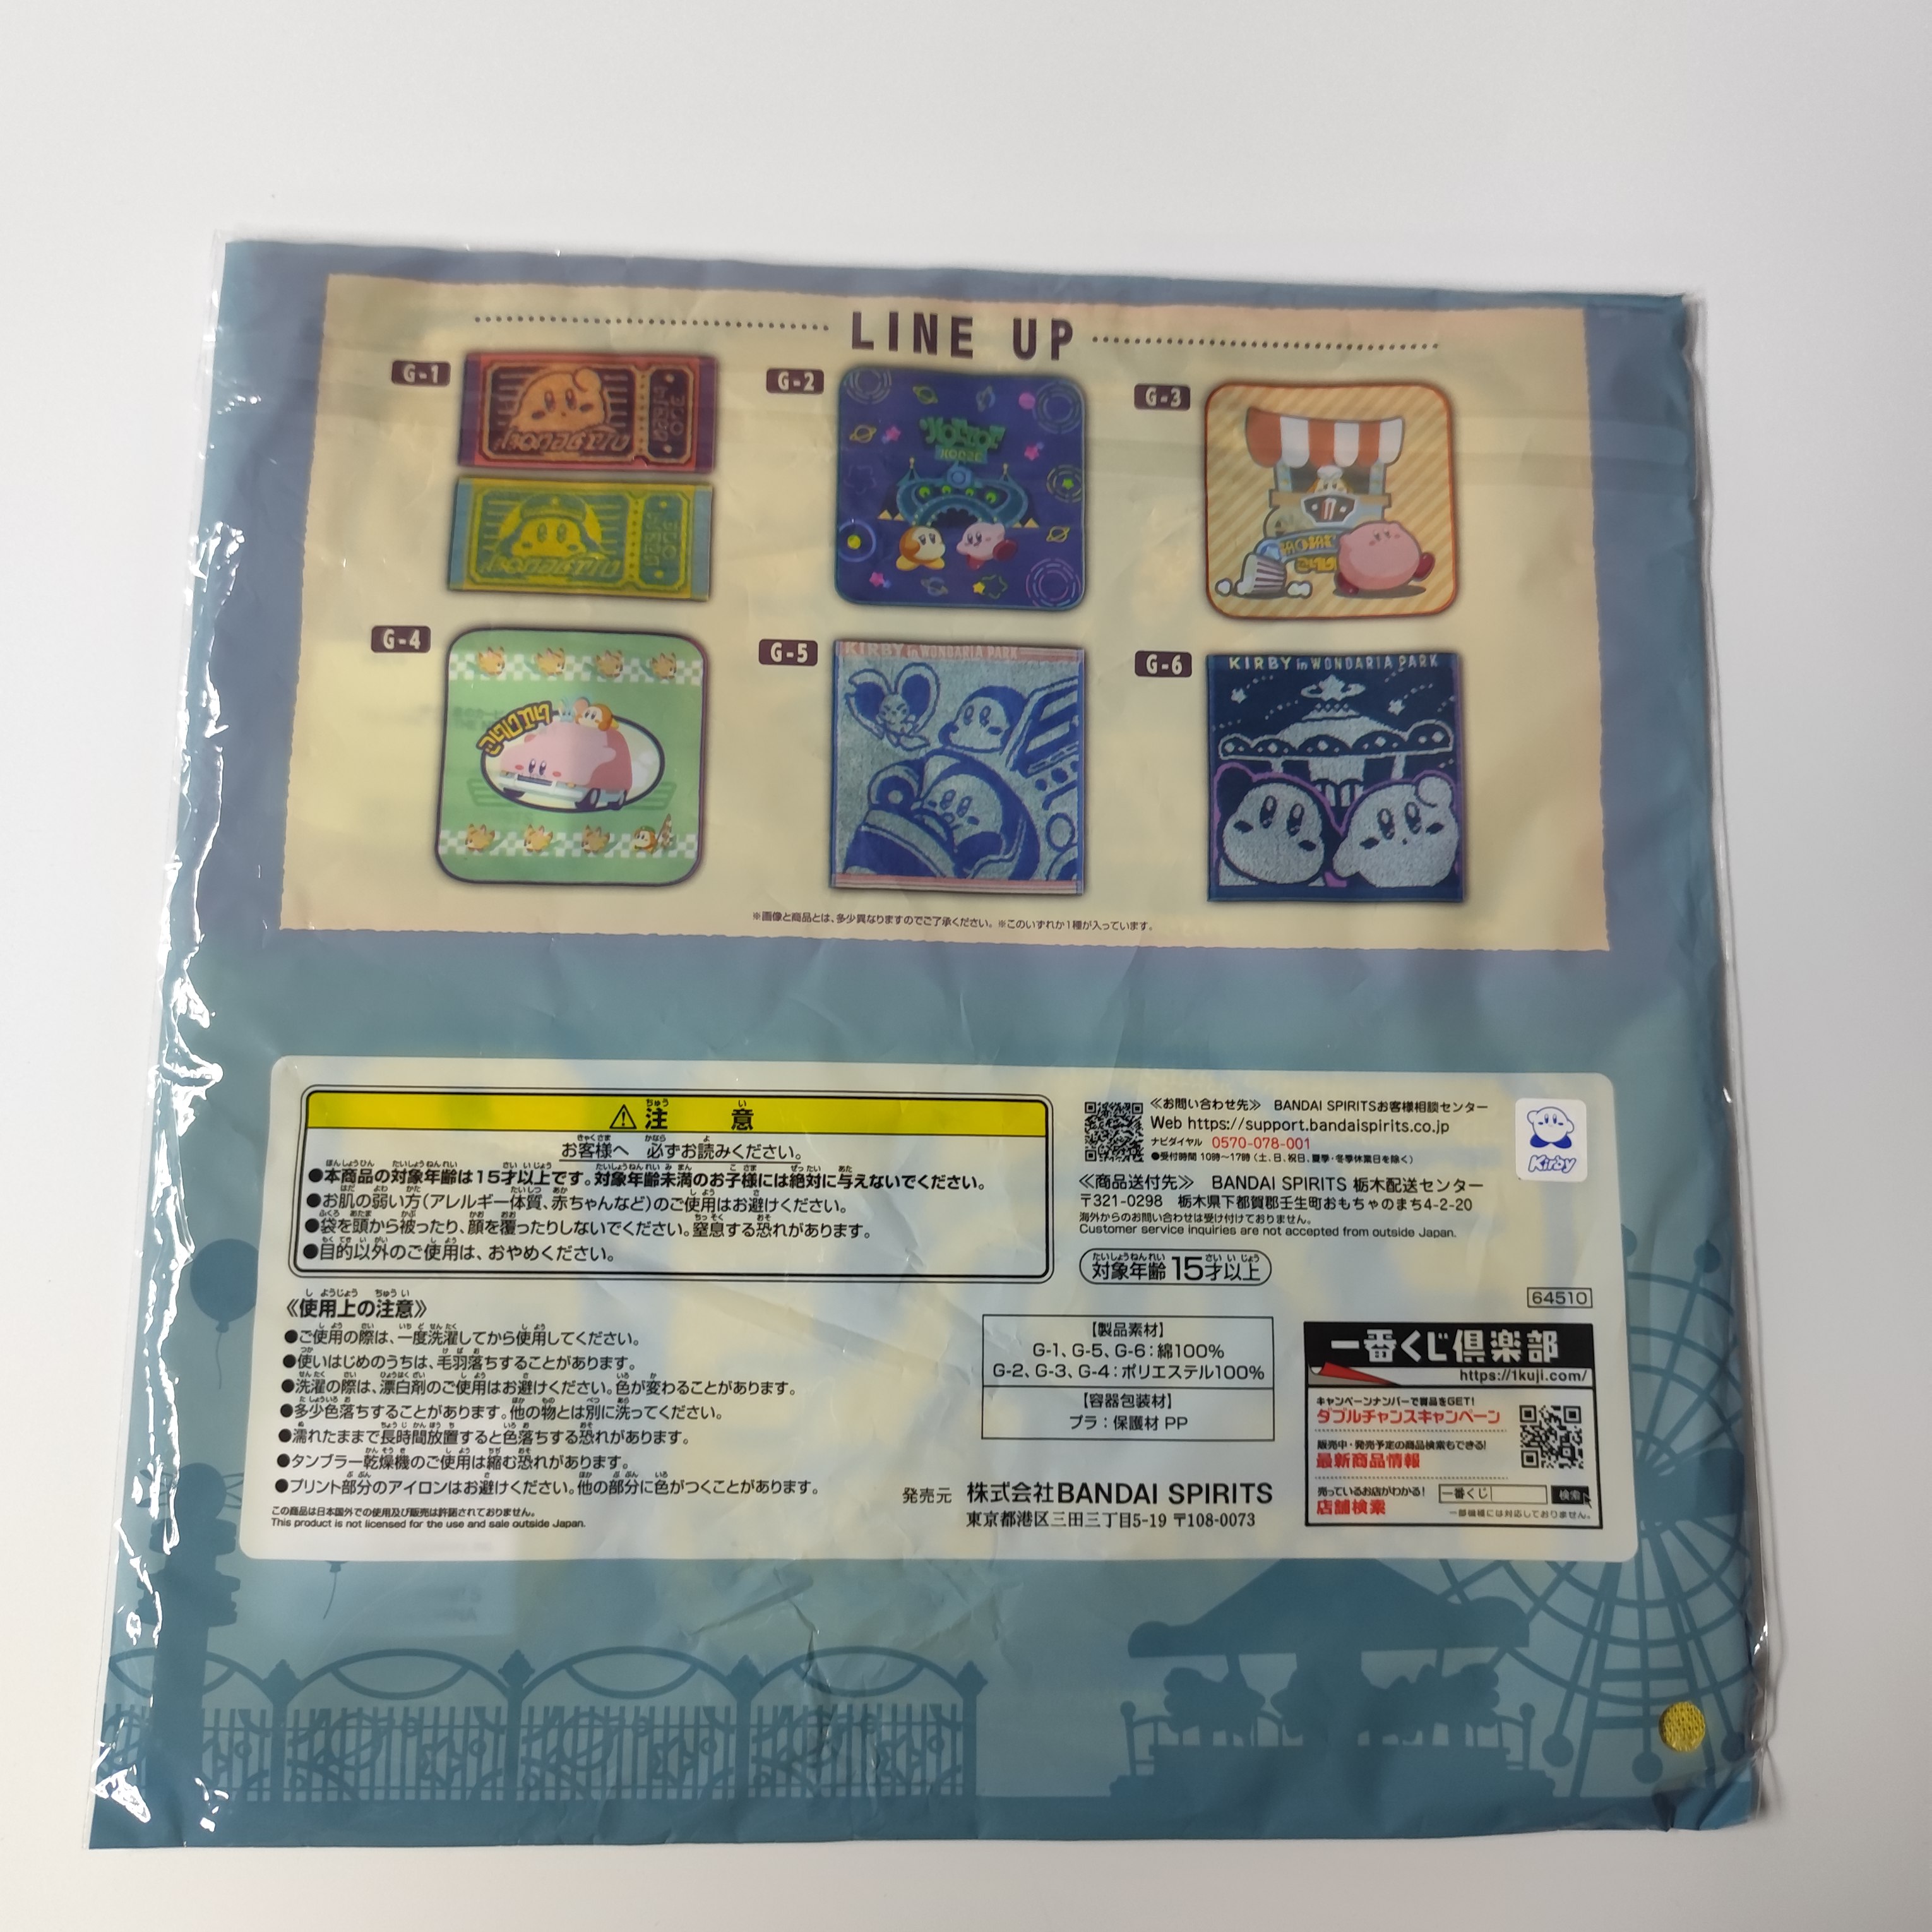 LINE UP
G-1
G-2
G-3
HORROR
HOUSE
G-4
G-5
KIRBY in WONDARIA PARK
G-6
KIRBY in WONDARIA PARK
※画像と商品とは、多少異なりますのでご了承ください。※このいずれか1種が入っています。
⚠注意
お客様へ 必ずお読みください。
●本商品の対象年齢は15才以上です。対象年齢未満のお子様には絶対に与えないでください。
●お肌の弱い方(アレルギー体質、赤ちゃんなど)のご使用はお避けください。
●袋を頭から被ったり、顔を覆ったりしないでください。窒息する恐れがあります。
●目的以外のご使用は、おやめください。
《使用上の注意》
●ご使用の際は、一度洗濯してから使用してください。
●使いはじめのうちは、毛羽落ちすることがあります。
●洗濯の際は、漂白剤のご使用はお避けください。色が変わることがあります。
●多少色落ちすることがあります。他の物とは別に洗ってください。
●濡れたままで長時間放置すると色落ちする恐れがあります。
●タンブラー乾燥機のご使用は縮む恐れがあります。
●プリント部分のアイロンはお避けください。他の部分に色がつくことがあります。
この商品は日本国外での使用及び販売は許諾されておりません。
This product is not licensed for the use and sale outside Japan.
≪お問い合わせ先≫ BANDAI SPIRITSお客様相談センター
Web https://support.bandaispirits.co.jp
ナビダイヤル 0570-078-001
●受付時間 10時〜17時(土、日、祝日、夏季・冬季休業日を除く)
≪商品送付先≫ BANDAI SPIRITS 栃木配送センター
〒321-0298 栃木県下都賀郡壬生町おもちゃのまち4-2-20
海外からのお問い合わせは受け付けておりません。
Customer service inquiries are not accepted from outside Japan.
Kirby
対象年齢15才以上
64510
【製品素材】
G-1、G-5、G-6:綿100%
G-2、G-3、G-4:ポリエステル100%
【容器包装材】
プラ:保護材 PP
発売元 株式会社BANDAI SPIRITS
東京都港区三田三丁目5-19 〒108-0073
一番くじ倶楽部
https://1kuji.com/
キャンペーンナンバーで賞品をGET!
ダブルチャンスキャンペーン
販売中・発売予定の商品検索もできる!
最新商品情報
売っているお店がわかる!
店舗検索
一番くじ 検索
一部機種には対応しておりません。